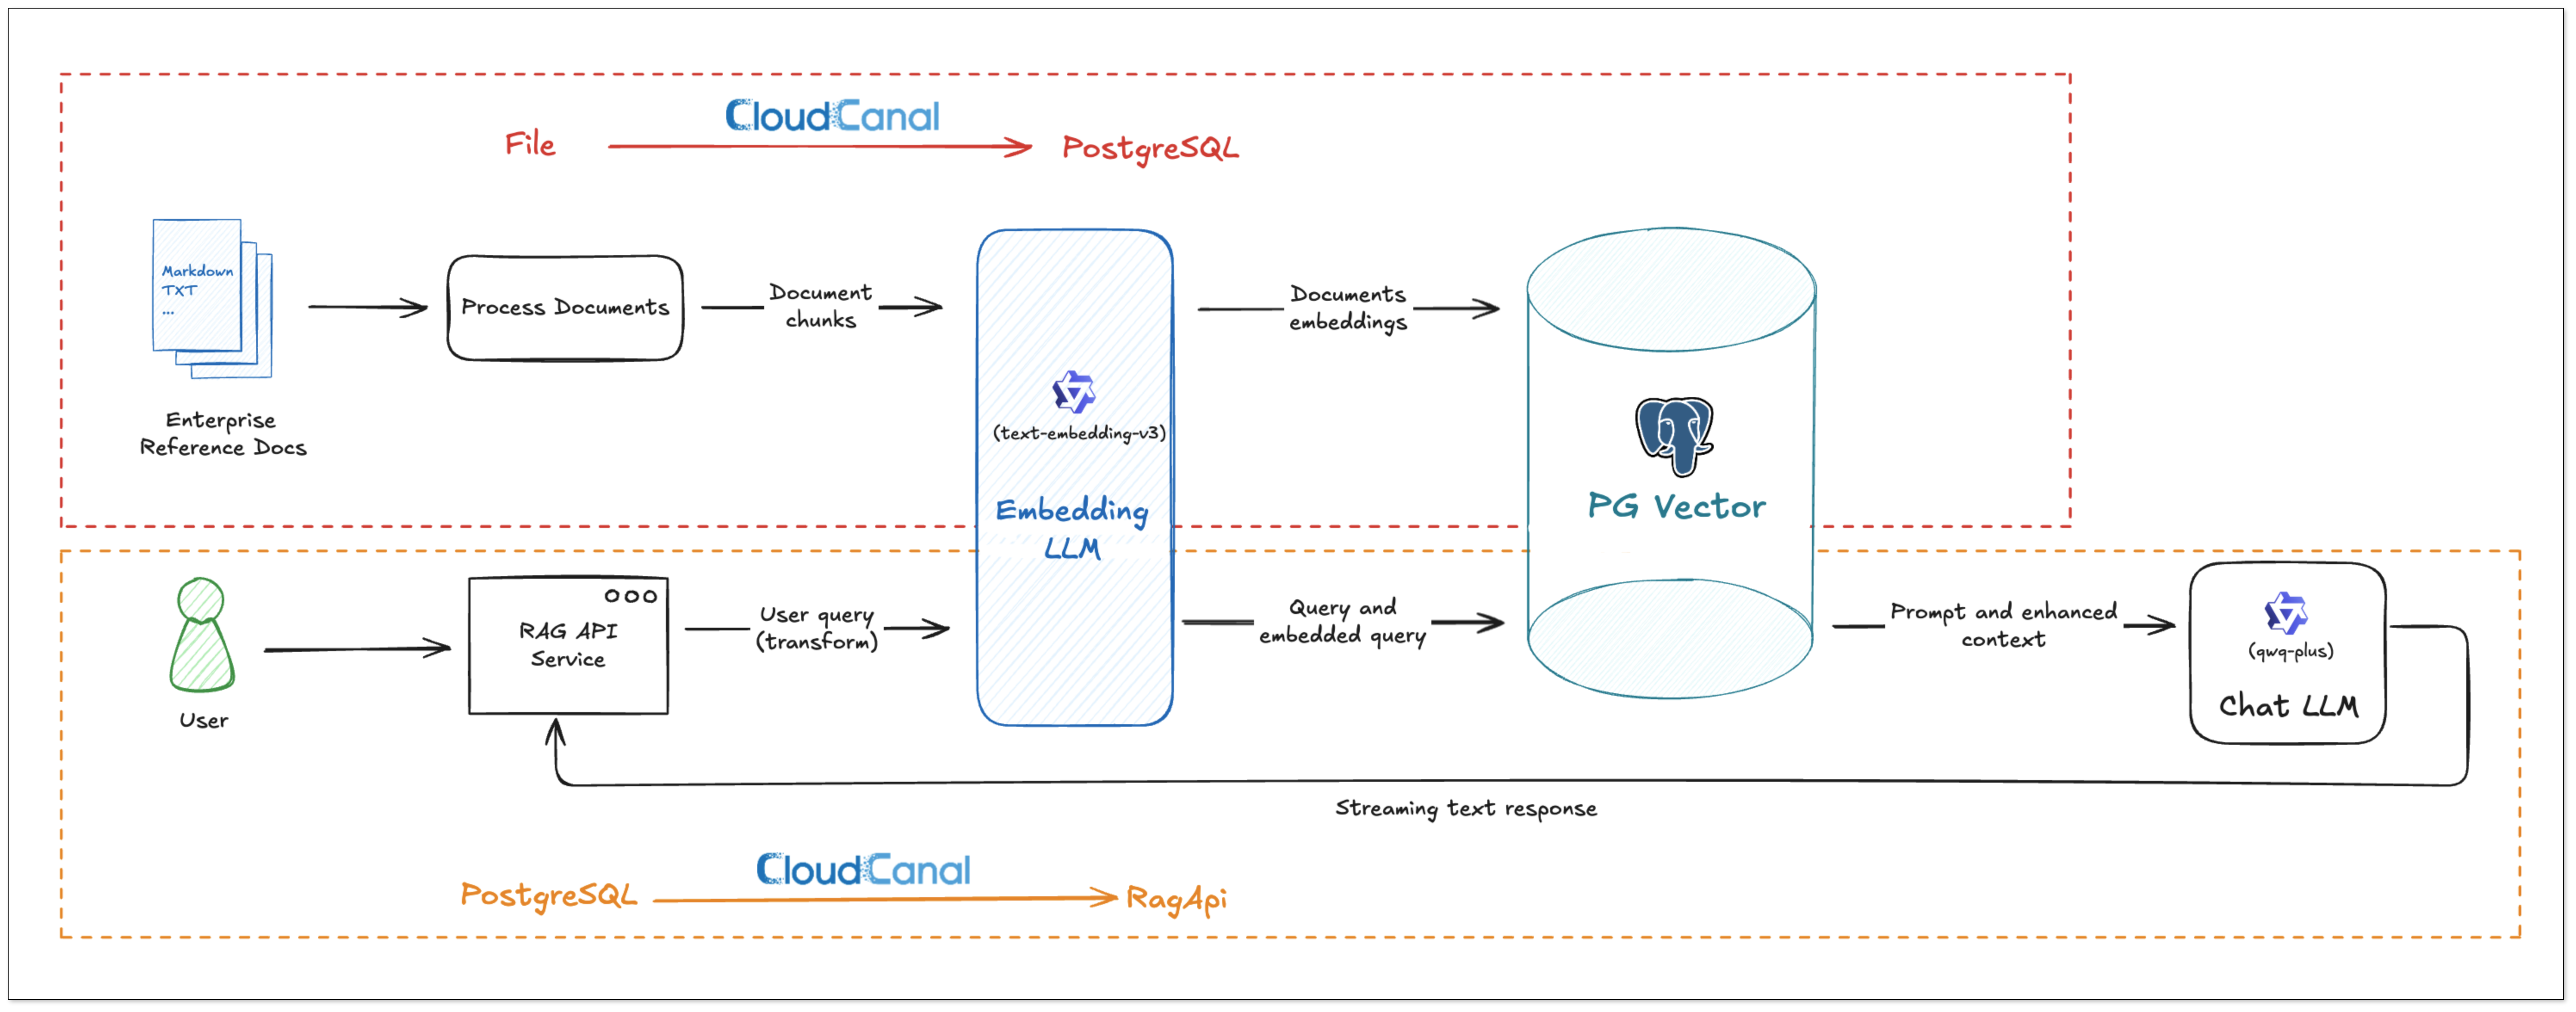 CloudCanal
File
PostgreSQL
Markdown
TXT
...
Process Documents
Document
chunks
Documents
embeddings
Enterprise
Reference Docs
(text-embedding-v3)
Embedding
LLM
PG Vector
User
RAG API
Service
User query
(transform)
Query and
embedded query
Prompt and enhanced
context
(qwq-plus)
Chat LLM
Streaming text response
CloudCanal
PostgreSQL
RagApi